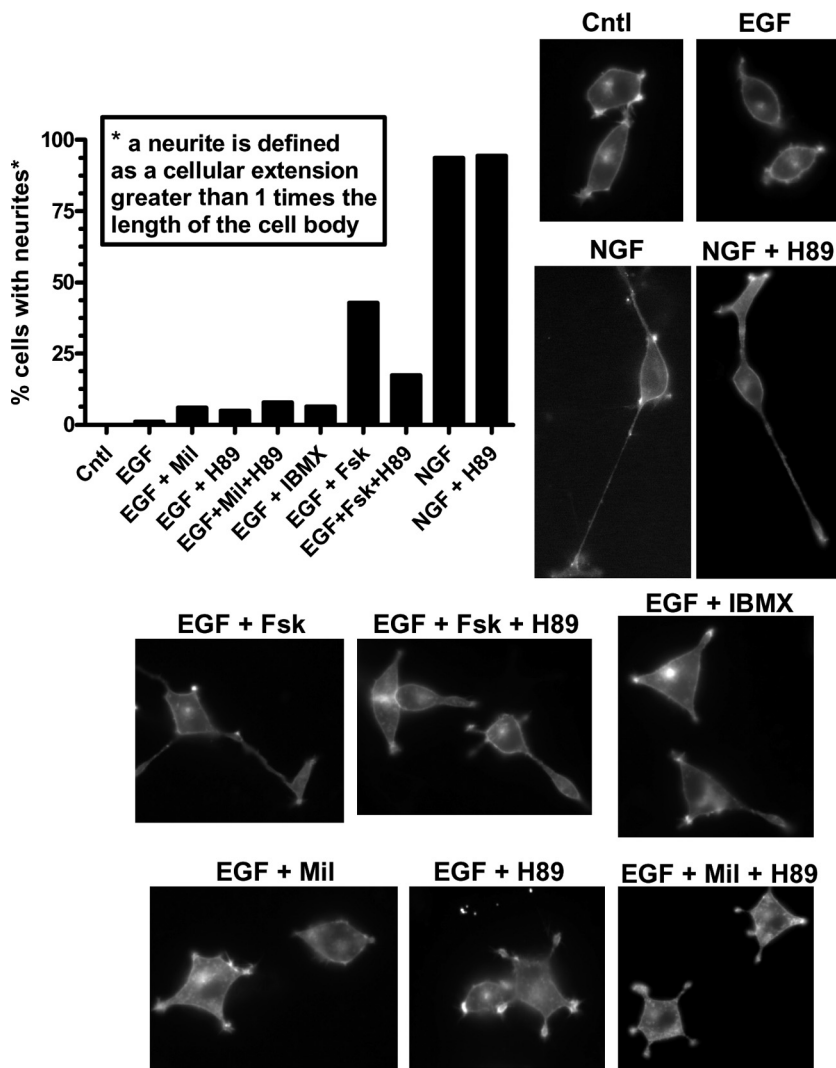 Cntl
EGF
100
75
50
25
0
% cells with neurites*
* a neurite is defined
as a cellular extension
greater than 1 times the
length of the cell body
NGF
NGF + H89
Cntl
EGF
EGF + Mil
EGF + H89
EGF+Mil+H89
EGF + IBMX
EGF + Fsk
EGF+Fsk+H89
NGF
NGF + H89
EGF + Fsk
EGF + Fsk + H89
EGF + IBMX
EGF + Mil
EGF + H89
EGF + Mil + H89